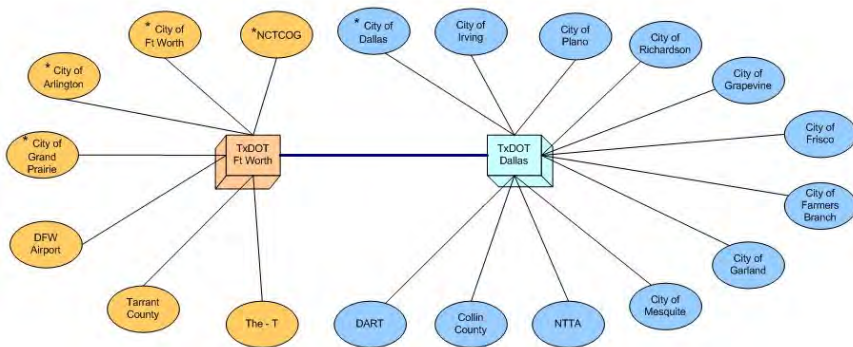 * City of
Ft Worth
*NCTCOG
* City of
Dallas
City of
Irving
City of
Plano
City of
Richardson
* City of
Arlington
City of
Grapevine
* City of
Grand
Prairie
TxDOT
Ft Worth
TxDOT
Dallas
City of
Frisco
City of
Farmers
Branch
DFW
Airport
City of
Garland
Tarrant
County
The - T
DART
Collin
County
NTTA
City of
Mesquite